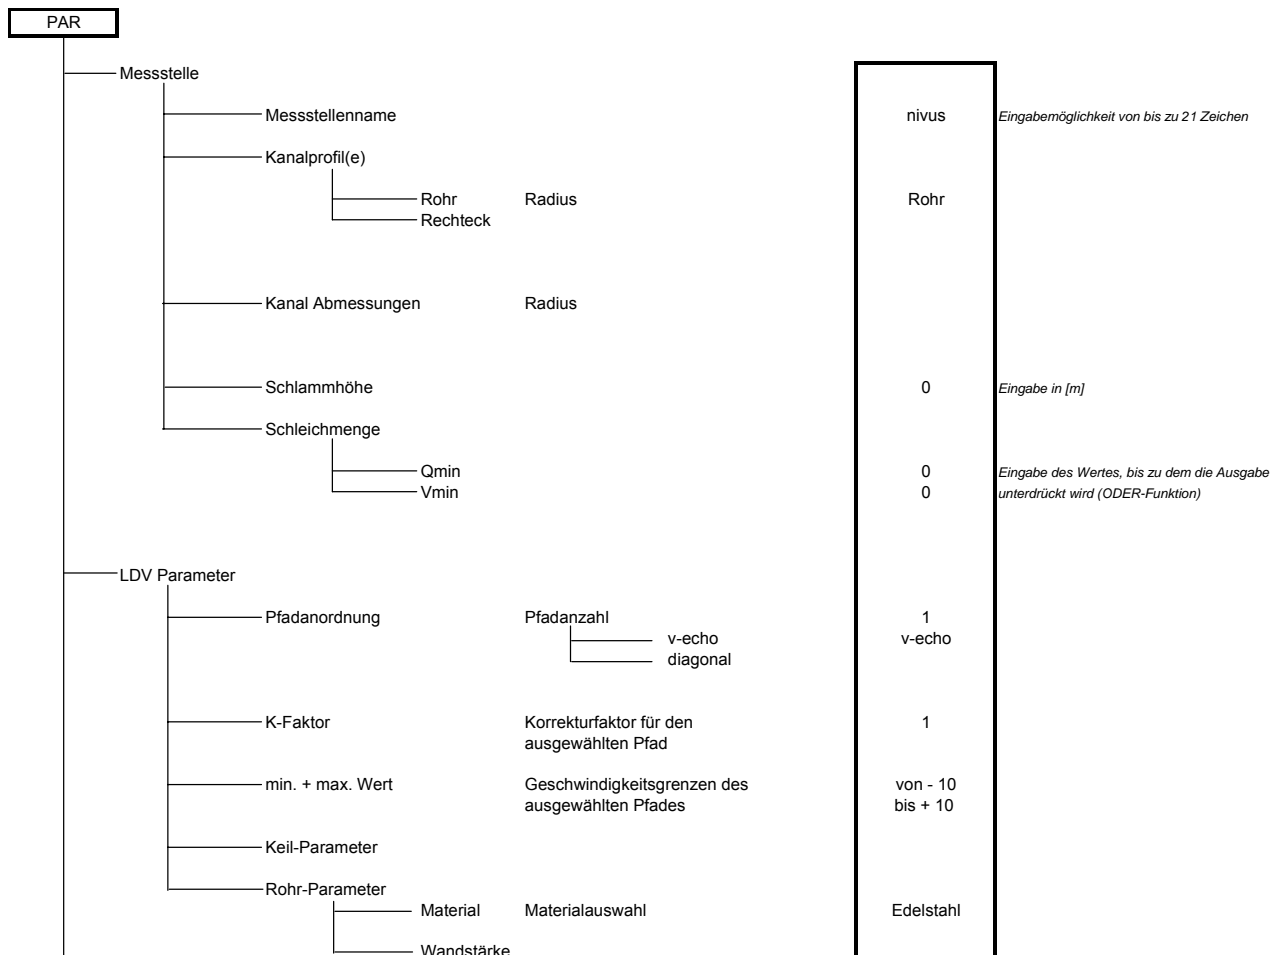 PAR
Messstelle
Messstellenname nivus Eingabemöglichkeit von bis zu 21 Zeichen
Kanalprofil(e)
Rohr Radius Rohr
Rechteck
Kanal Abmessungen Radius
Schlammhöhe 0 Eingabe in [m]
Schleichmenge
Qmin 0 Eingabe des Wertes, bis zu dem die Ausgabe
Vmin 0 unterdrückt wird (ODER-Funktion)
LDV Parameter
Pfadanordnung Pfadanzahl 1
v-echo v-echo
diagonal
K-Faktor Korrekturfaktor für den 1
ausgewählten Pfad
min. + max. Wert Geschwindigkeitsgrenzen des von - 10
ausgewählten Pfades bis + 10
Keil-Parameter
Rohr-Parameter
Material Materialauswahl Edelstahl
Wandstärke